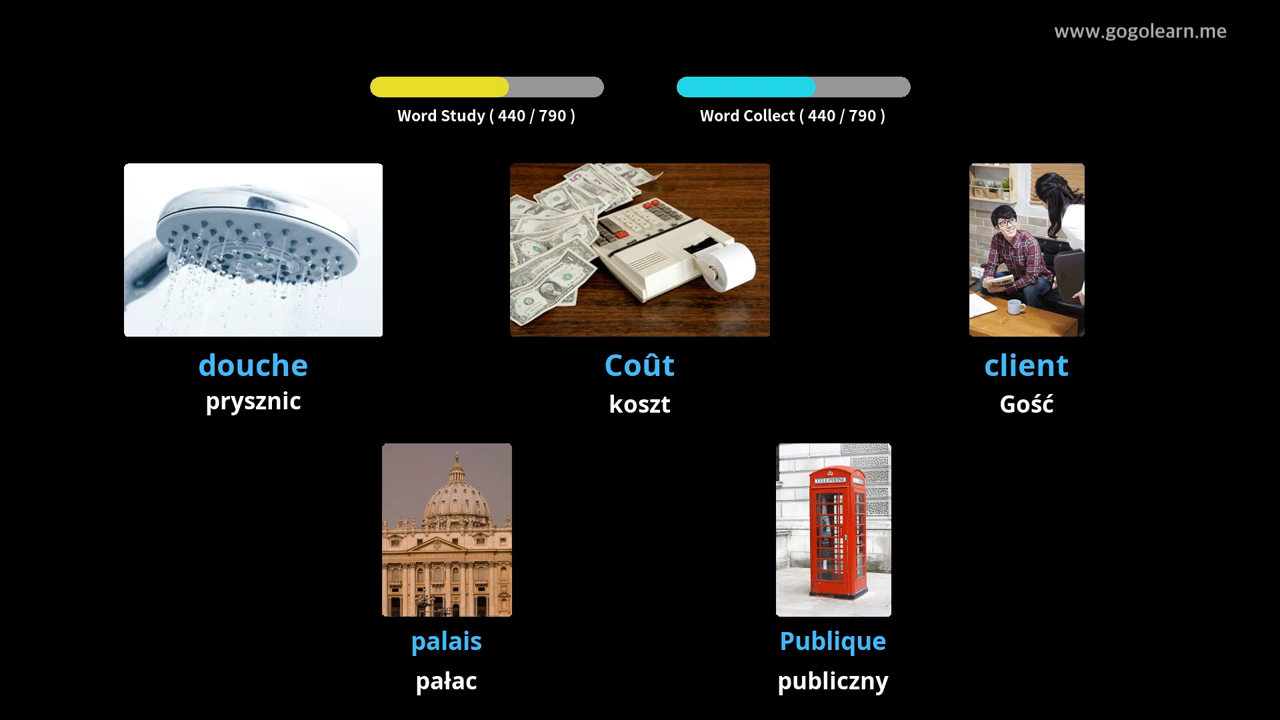 www.gogolearn.me
Word Study ( 440 / 790 )
Word Collect ( 440 / 790 )
douche
prysznic
Coût
koszt
client
Gość
TELEPHONE
palais
pałac
Publique
publiczny